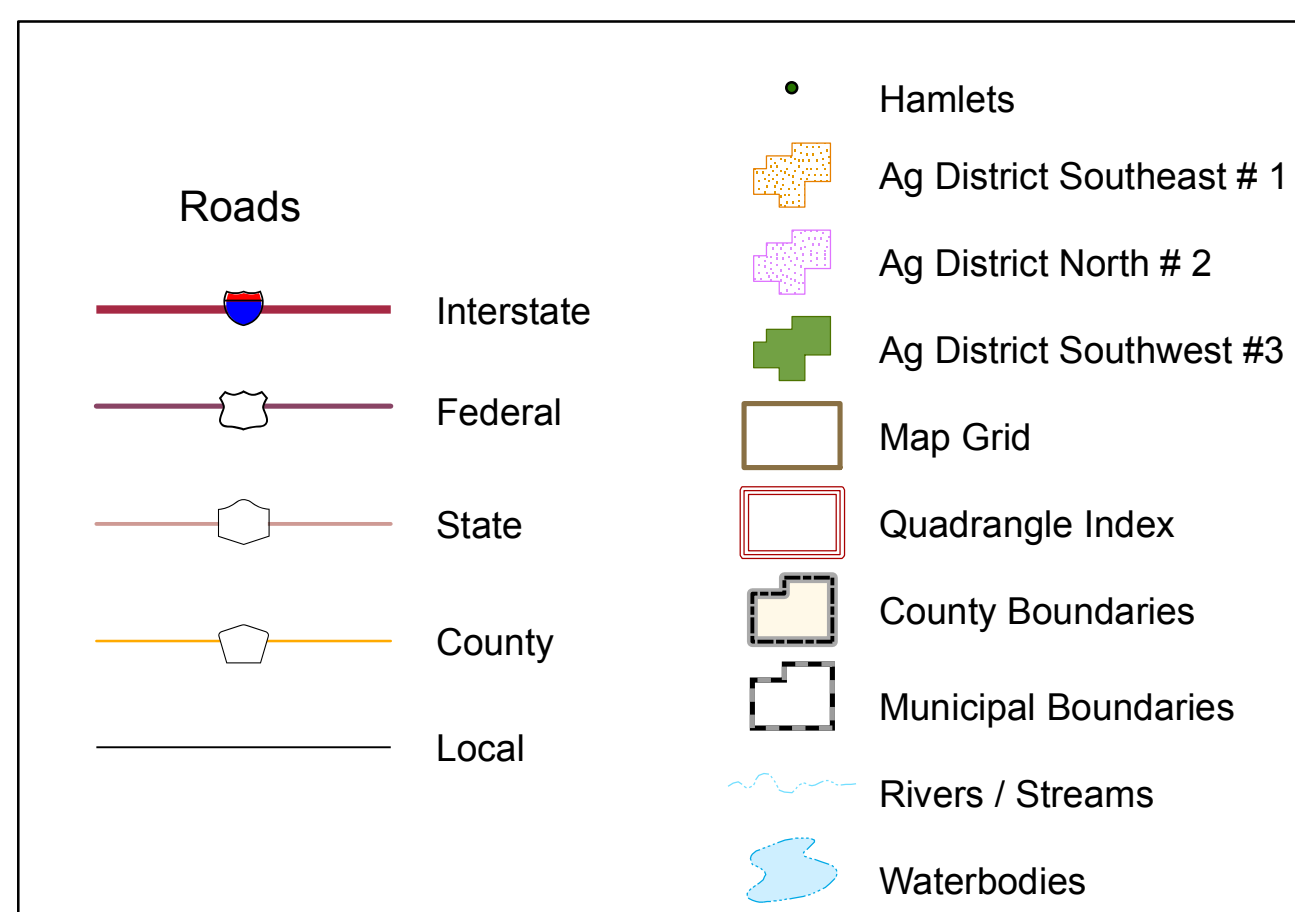 Roads
Interstate
Federal
State
County
Local
Hamlets
Ag District Southeast # 1
Ag District North # 2
Ag District Southwest #3
Map Grid
Quadrangle Index
County Boundaries
Municipal Boundaries
Rivers / Streams
Waterbodies